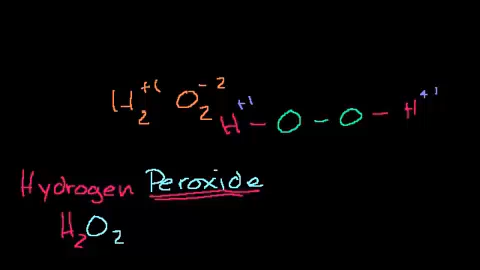 H₂⁺¹ O₂⁻²
H⁺¹ – O – O – H⁺¹
Hydrogen Peroxide
H₂O₂